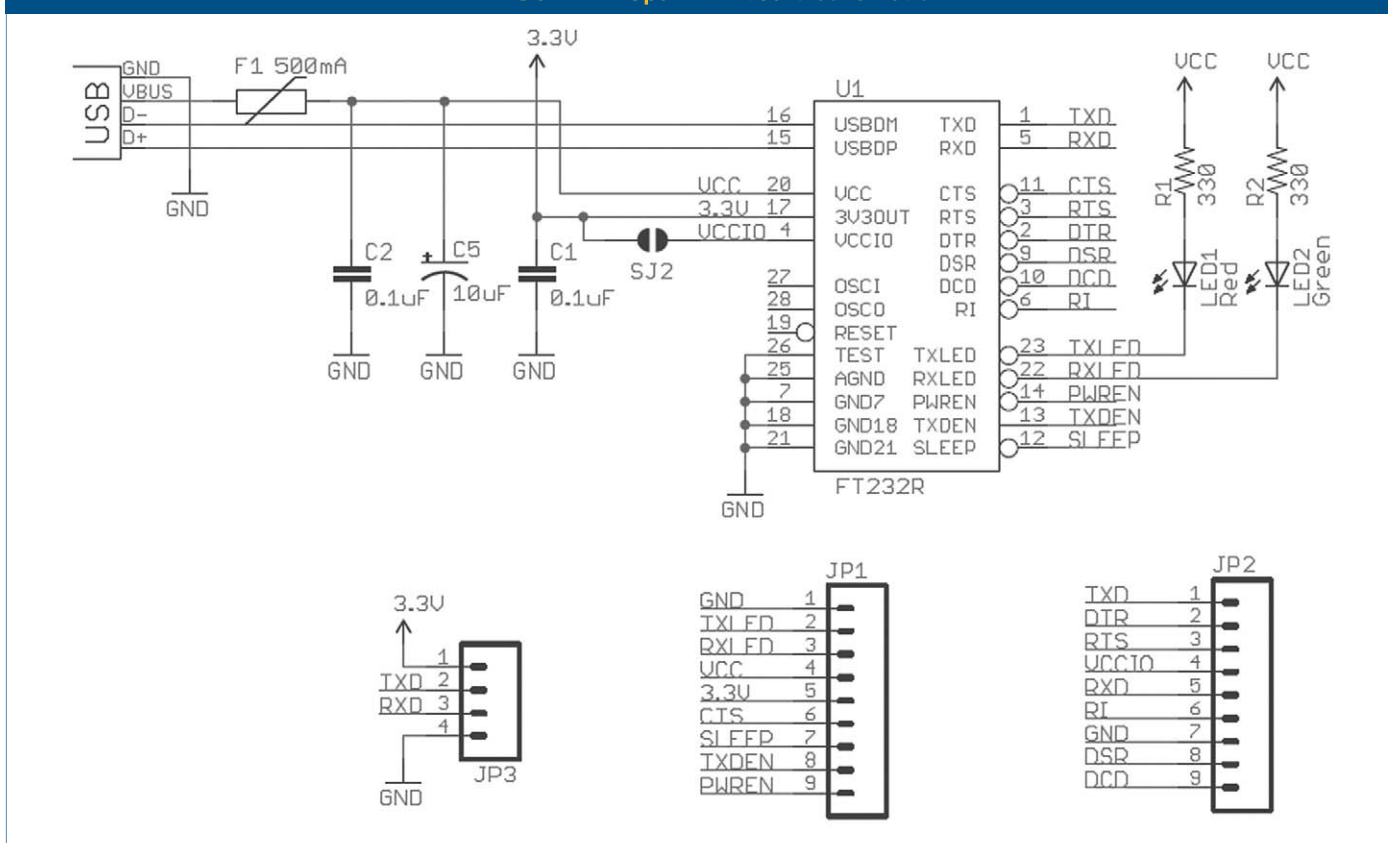 3.3V
F1 500mA
USB
GND
VBUS
D-
D+
GND
C2
0.1uF
GND
C5
10uF
GND
C1
0.1uF
GND
SJ2
VCC
3.3V
VCCIO
U1
16 USBDM
15 USBDP
20 VCC
17 3V3OUT
4 VCCIO
27 OSCI
28 OSCO
19 RESET
26 TEST
25 AGND
7 GND7
18 GND18
21 GND21
GND
TXD 1 TXD
RXD 5 RXD
CTS 11 CTS
RTS 3 RTS
DTR 2 DTR
DSR 9 DSR
DCD 10 DCD
RI 6 RI
TXLED 23 TXLED
RXLED 22 RXLED
PWREN 14 PWREN
TXDEN 13 TXDEN
SLEEP 12 SLEEP
FT232R
VCC
R1
330
LED1
Red
VCC
R2
330
LED2
Green
3.3V
1
TXD 2
RXD 3
4
GND
JP3
JP1
GND 1
TXLED 2
RXLED 3
VCC 4
3.3V 5
CTS 6
SLEEP 7
TXDEN 8
PWREN 9
JP2
TXD 1
DTR 2
RTS 3
VCCIO 4
RXD 5
RI 6
GND 7
DSR 8
DCD 9